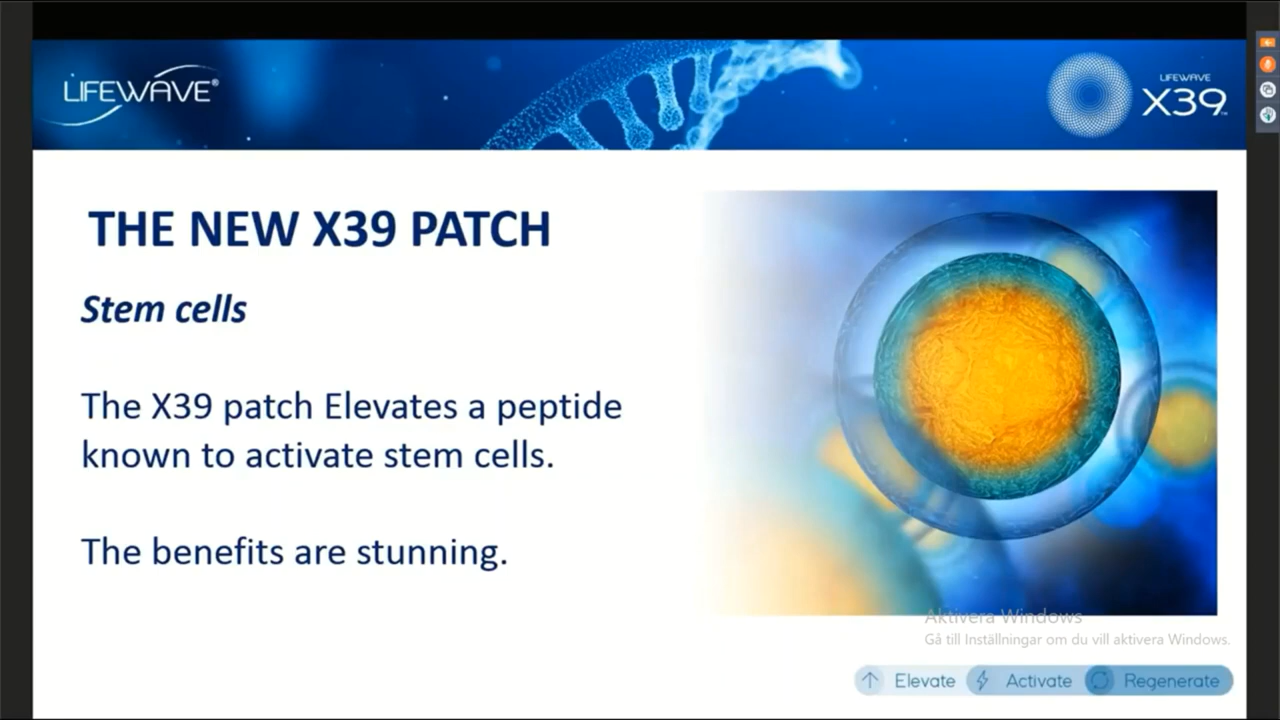 LIFEWAVE®
LIFEWAVE
X39™
THE NEW X39 PATCH
Stem cells
The X39 patch Elevates a peptide
known to activate stem cells.
The benefits are stunning.
Aktivera Windows
Gå till Inställningar om du vill aktivera Windows.
Elevate Activate Regenerate